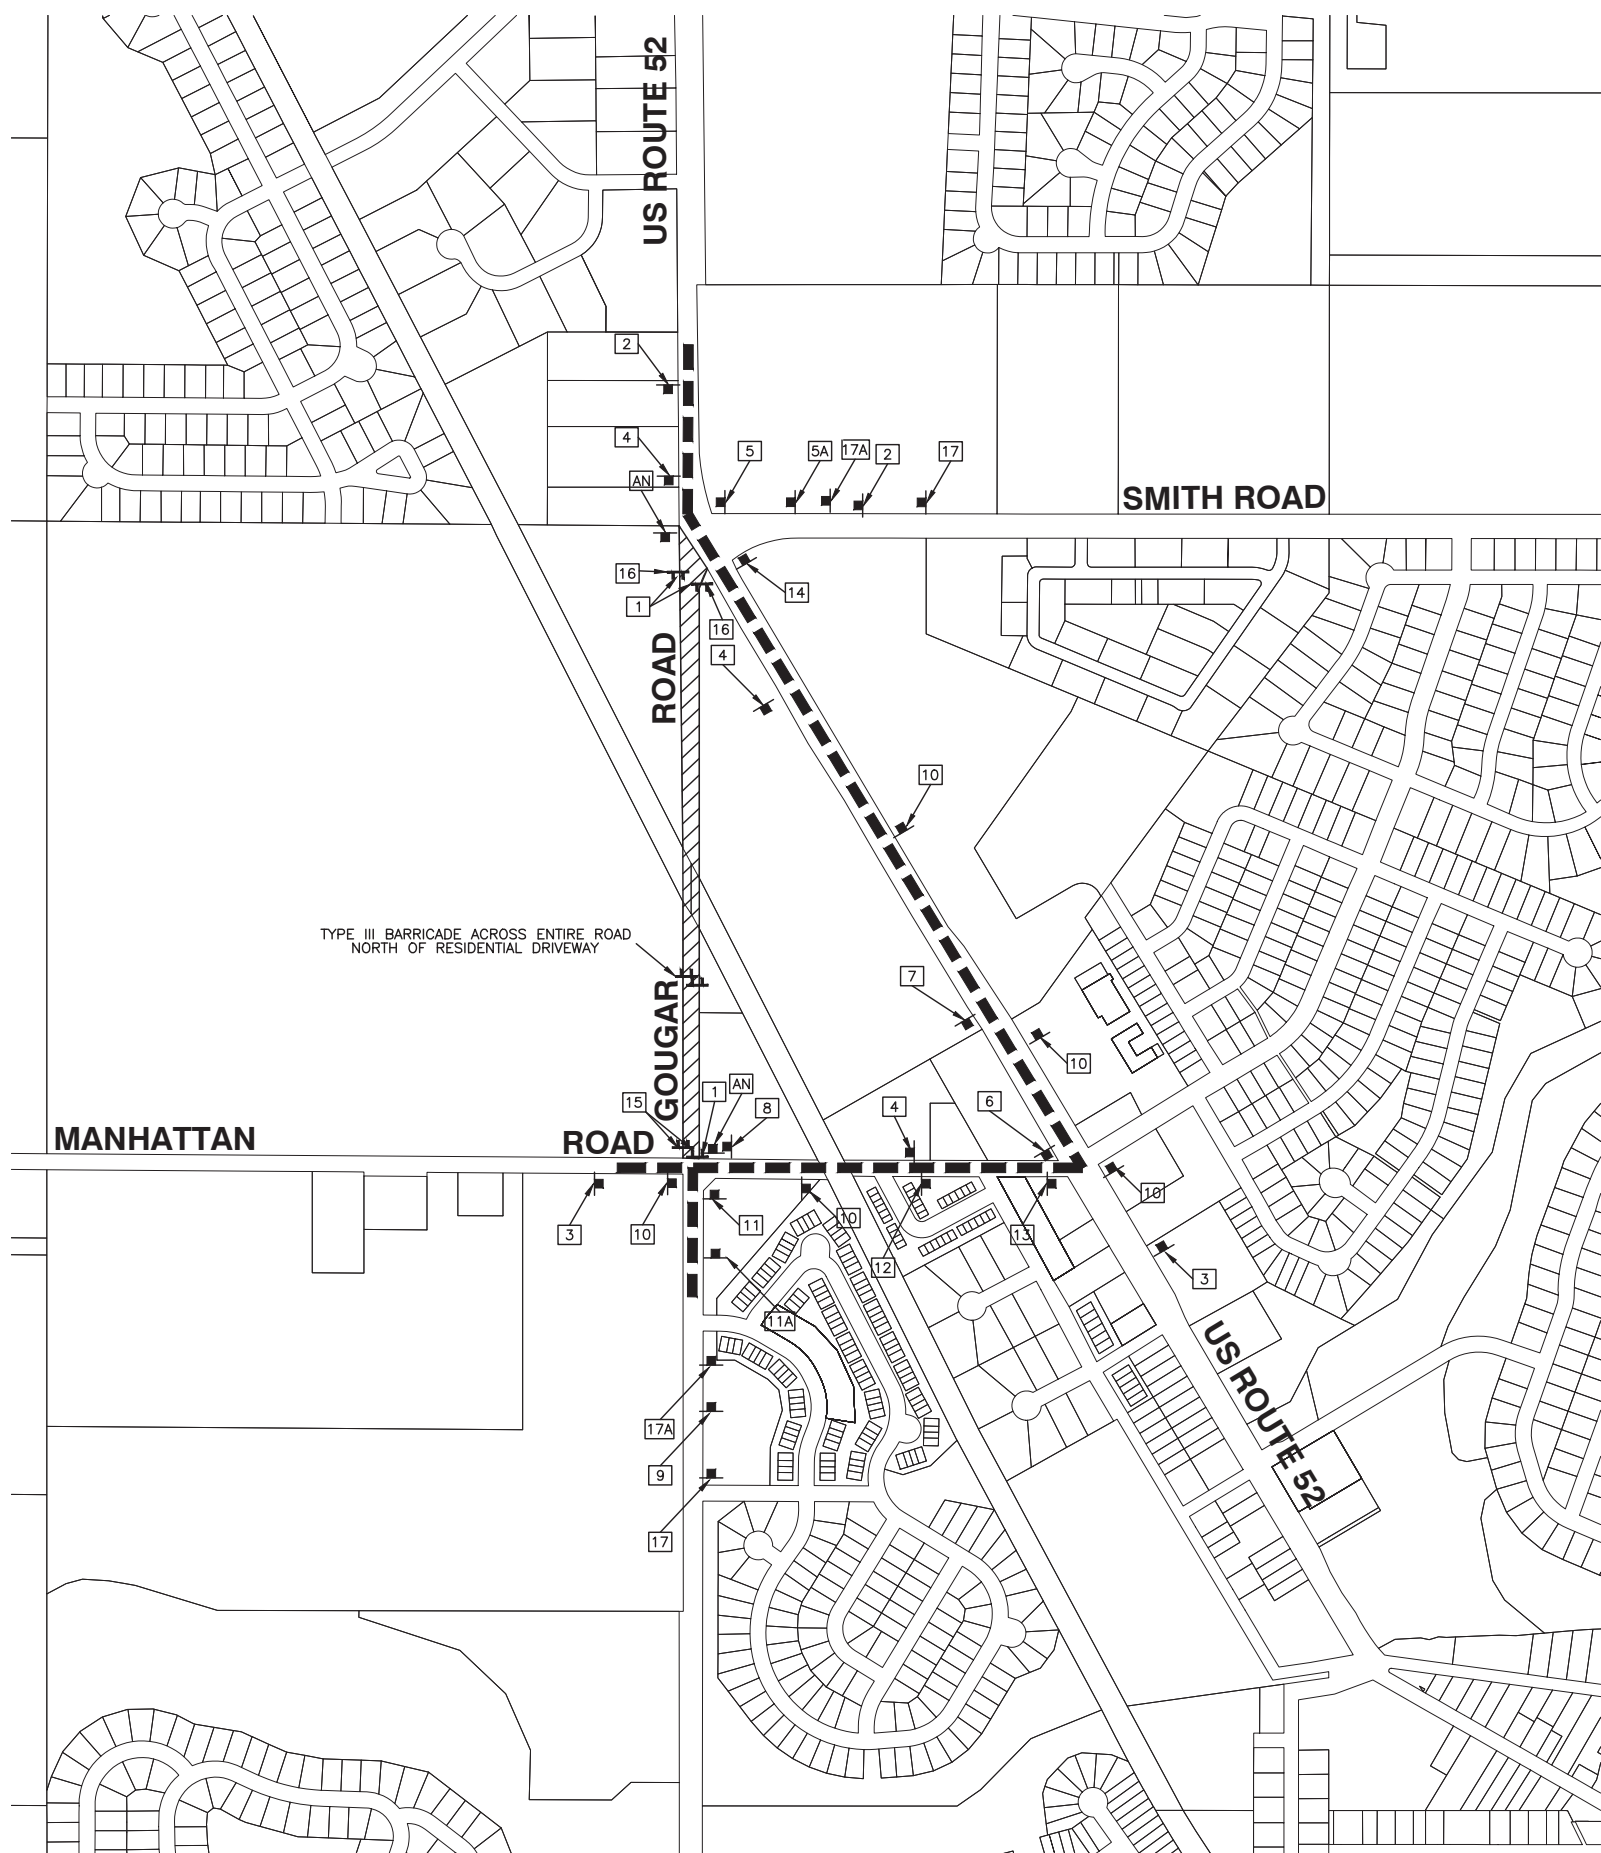 US ROUTE 52
2
4
AN
5
5A
17A
2
17
SMITH ROAD
16
1
14
16
4
ROAD
10
TYPE III BARRICADE ACROSS ENTIRE ROAD
NORTH OF RESIDENTIAL DRIVEWAY
7
GOUGAR
10
15
1
AN
8
4
6
MANHATTAN
ROAD
3
10
11
10
12
13
10
3
11A
US ROUTE 52
17A
9
17